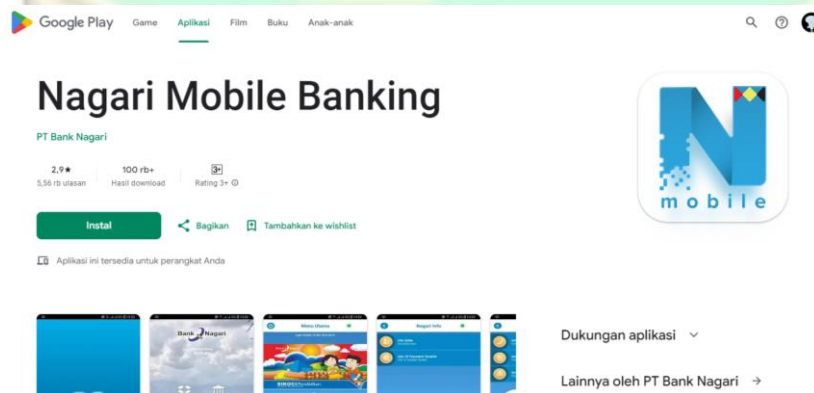 Google Play Game Aplikasi Film Buku Anak-anak
Nagari Mobile Banking
PT Bank Nagari
2,9★ 100 rb+ 3+
5,56 rb ulasan Hasil download Rating 3+
Instal Bagikan Tambahkan ke wishlist
Aplikasi ini tersedia untuk perangkat Anda
N
mobile
Bank Nagari
Menu Utama
Nagari Info
Dukungan aplikasi
Lainnya oleh PT Bank Nagari →